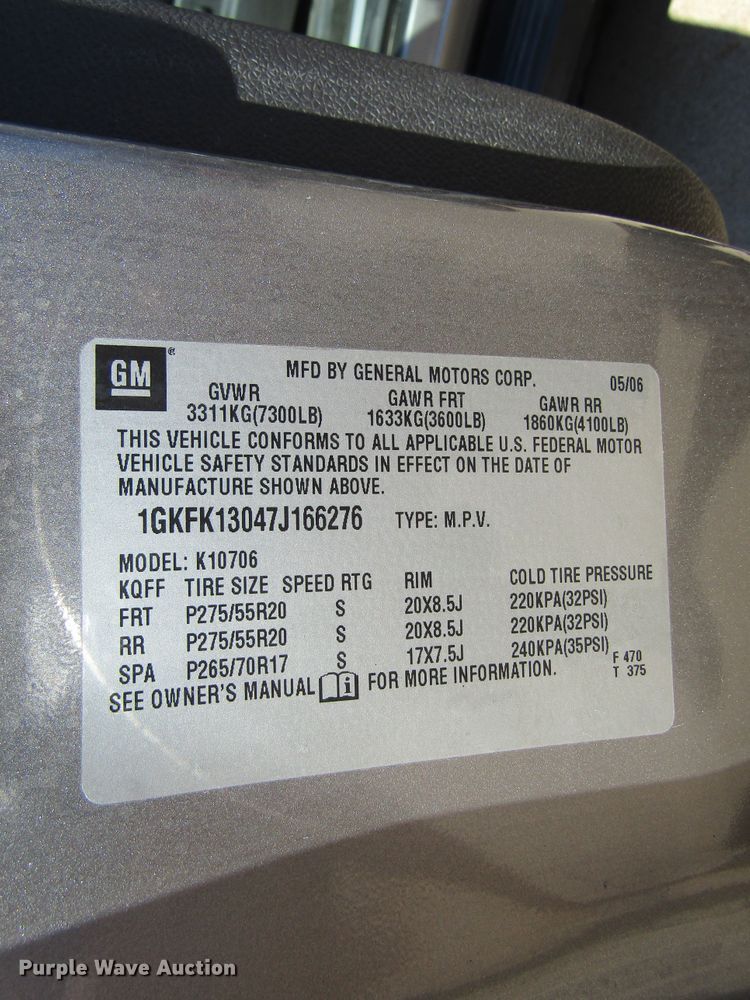 GM®
MFD BY GENERAL MOTORS CORP. 05/06
GVWR GAWR FRT GAWR RR
3311KG(7300LB) 1633KG(3600LB) 1860KG(4100LB)
THIS VEHICLE CONFORMS TO ALL APPLICABLE U.S. FEDERAL MOTOR
VEHICLE SAFETY STANDARDS IN EFFECT ON THE DATE OF
MANUFACTURE SHOWN ABOVE.
1GKFK13047J166276 TYPE: M.P.V.
MODEL: K10706
KQFF TIRE SIZE SPEED RTG RIM COLD TIRE PRESSURE
FRT P275/55R20 S 20X8.5J 220KPA(32PSI)
RR P275/55R20 S 20X8.5J 220KPA(32PSI)
SPA P265/70R17 S 17X7.5J 240KPA(35PSI) F 470
SEE OWNER'S MANUAL FOR MORE INFORMATION. T 375
Purple Wave Auction